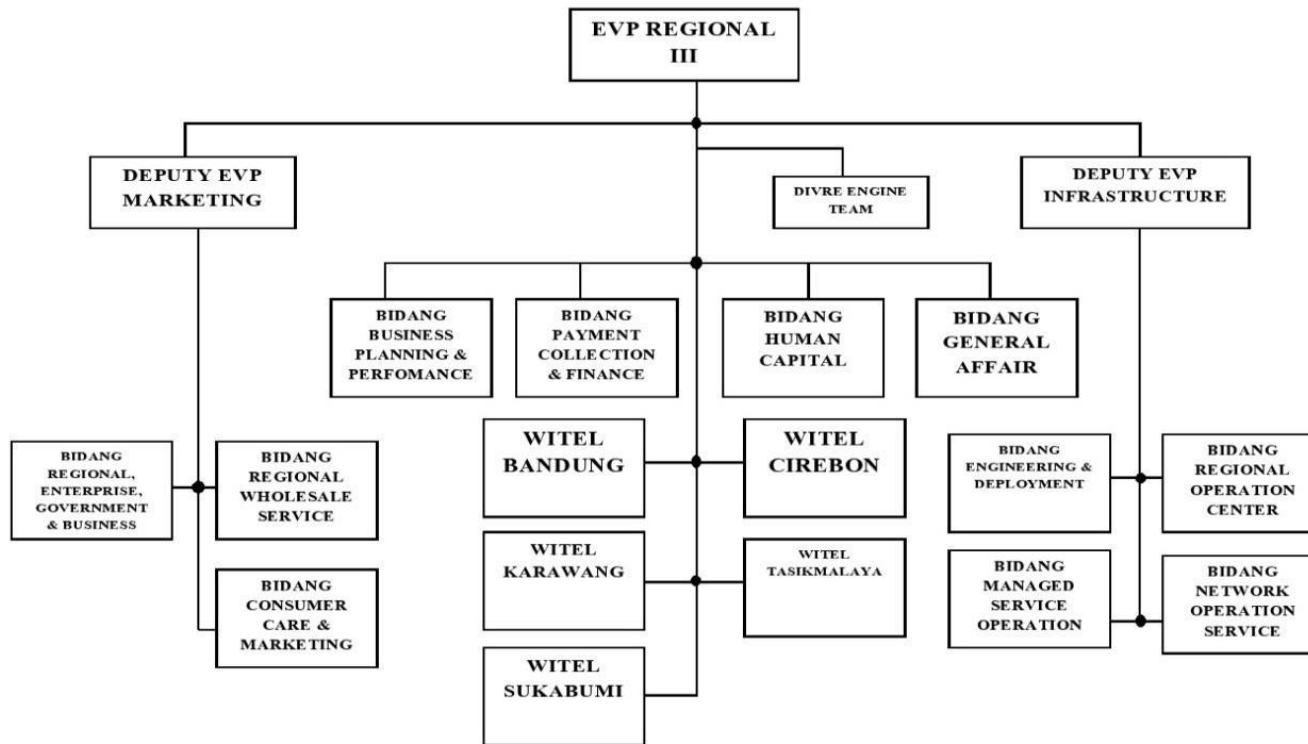 EVP REGIONAL
III
DEPUTY EVP
MARKETING
DIVRE ENGINE
TEAM
DEPUTY EVP
INFRASTRUCTURE
BIDANG
BUSINESS
PLANNING &
PERFOMANCE
BIDANG
PAYMENT
COLLECTION
& FINANCE
BIDANG
HUMAN
CAPITAL
BIDANG
GENERAL
AFFAIR
BIDANG
REGIONAL,
ENTERPRISE,
GOVERNMENT
& BUSINESS
BIDANG
REGIONAL
WHOLESALE
SERVICE
WITEL
BANDUNG
WITEL
CIREBON
BIDANG
ENGINEERING &
DEPLOYMENT
BIDANG
REGIONAL
OPERATION
CENTER
BIDANG
CONSUMER
CARE &
MARKETING
WITEL
KARAWANG
WITEL
TASIKMALAYA
BIDANG
MANAGED
SERVICE
OPERATION
BIDANG
NETWORK
OPERATION
SERVICE
WITEL
SUKABUMI